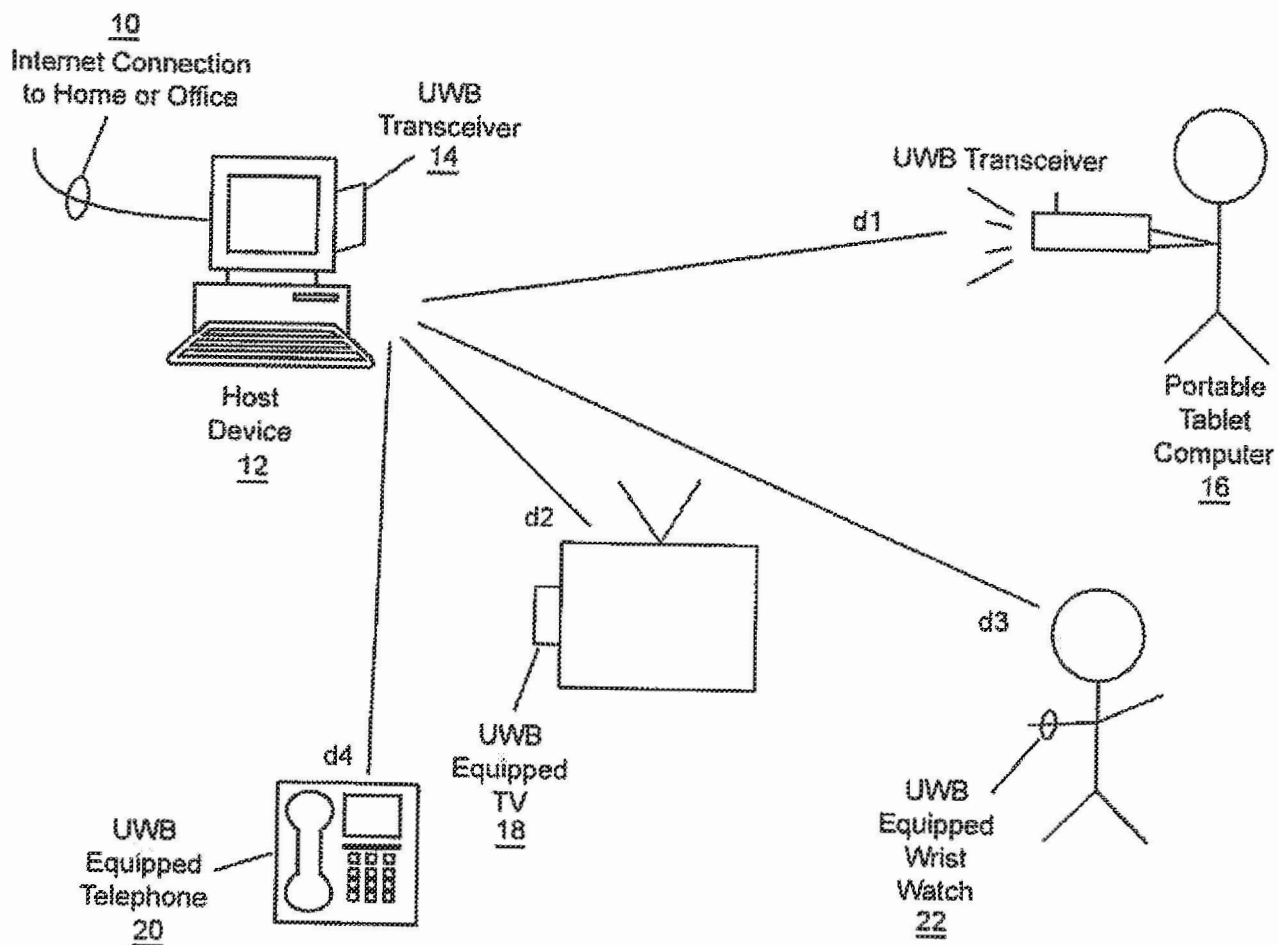 10
Internet Connection
to Home or Office
UWB
Transceiver
14
UWB Transceiver
d1
Host
Device
12
Portable
Tablet
Computer
16
d2
d3
UWB
Equipped
TV
18
d4
UWB
Equipped
Telephone
20
UWB
Equipped
Wrist
Watch
22